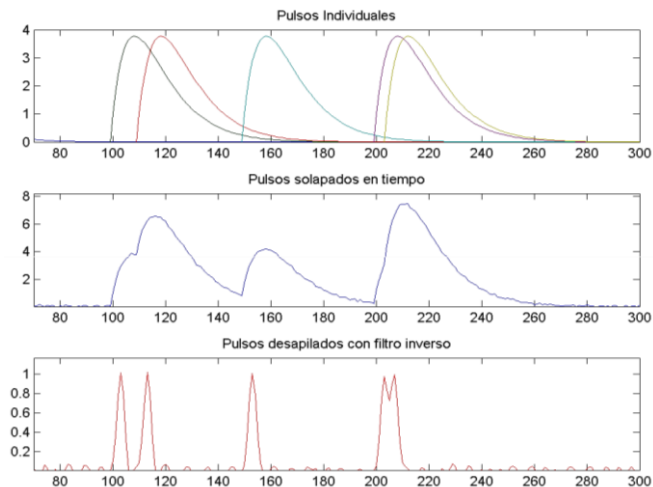 Pulsos Individuales
4
3
2
1
0
80 100 120 140 160 180 200 220 240 260 280 300
Pulsos solapados en tiempo
8
6
4
2
80 100 120 140 160 180 200 220 240 260 280 300
Pulsos desapilados con filtro inverso
1
0.8
0.6
0.4
0.2
80 100 120 140 160 180 200 220 240 260 280 300